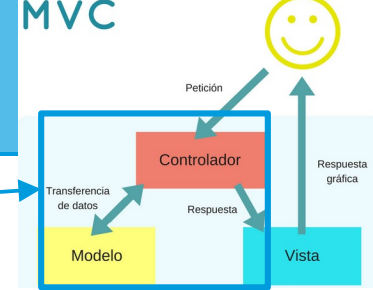 MVC
Petición
Controlador
Respuesta
gráfica
Transferencia
de datos
Respuesta
Modelo
Vista